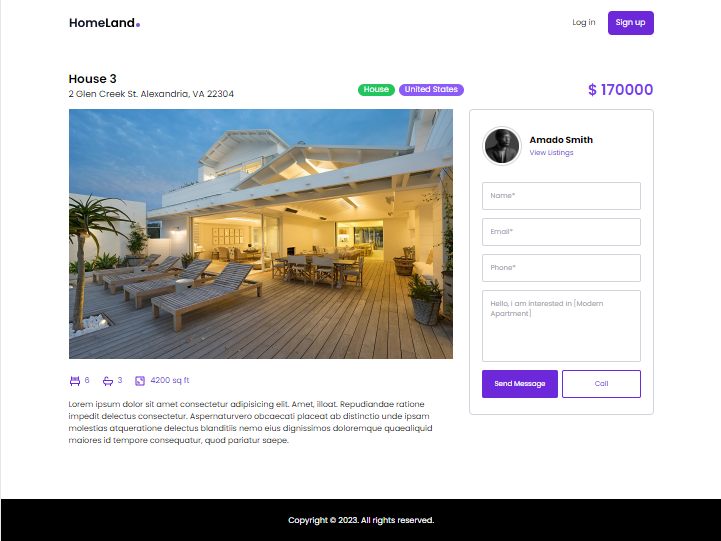 HomeLand.
Log in
Sign up
House 3
2 Glen Creek St. Alexandria, VA 22304
House
United States
$ 170000
Amado Smith
View Listings
Name*
Email*
Phone*
Hello, i am interested in [Modern
Apartment]
Send Message
Call
6
3
4200 sq ft
Lorem ipsum dolor sit amet consectetur adipisicing elit. Amet, illoat. Repudiandae ratione
impedit delectus consectetur. Aspernaturvero obcaecati placeat ab distinctio unde ipsam
molestias atqueratione delectus blanditiis nemo eius dignissimos doloremque quaealiquid
maiores id tempore consequatur, quod pariatur saepe.
Copyright © 2023. All rights reserved.